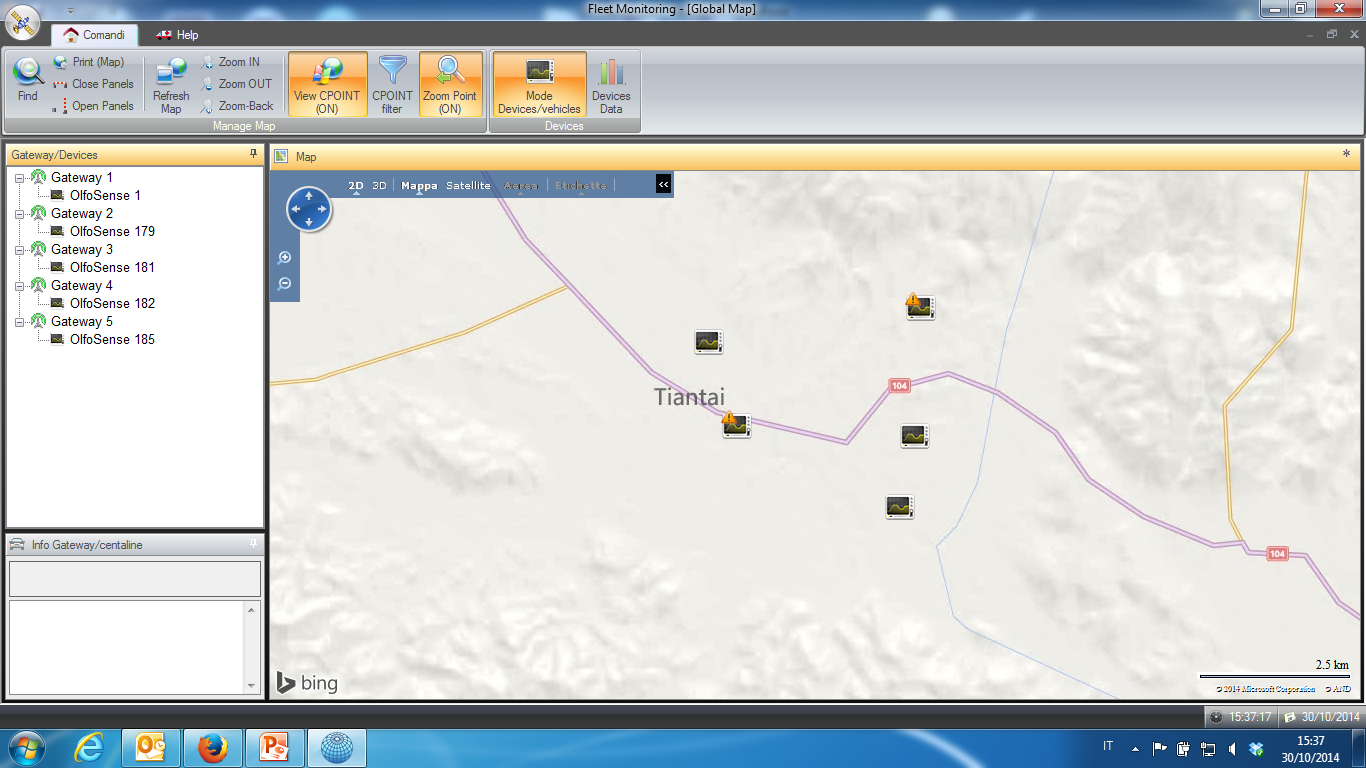 Fleet Monitoring - [Global Map]
Comandi
Help
Find
Print (Map)
Close Panels
Open Panels
Refresh
Map
Zoom IN
Zoom OUT
Zoom-Back
View CPOINT
(ON)
CPOINT
filter
Zoom Point
(ON)
Manage Map
Mode
Devices/vehicles
Devices
Data
Devices
Gateway/Devices
Gateway 1
OlfoSense 1
Gateway 2
OlfoSense 179
Gateway 3
OlfoSense 181
Gateway 4
OlfoSense 182
Gateway 5
OlfoSense 185
Info Gateway/centaline
Map
2D 3D Mappa Satellite Aerea Etichette <<
Tiantai
104
104
bing
2.5 km
© 2014 Microsoft Corporation © AND
15:37:17 30/10/2014
IT
15:37
30/10/2014